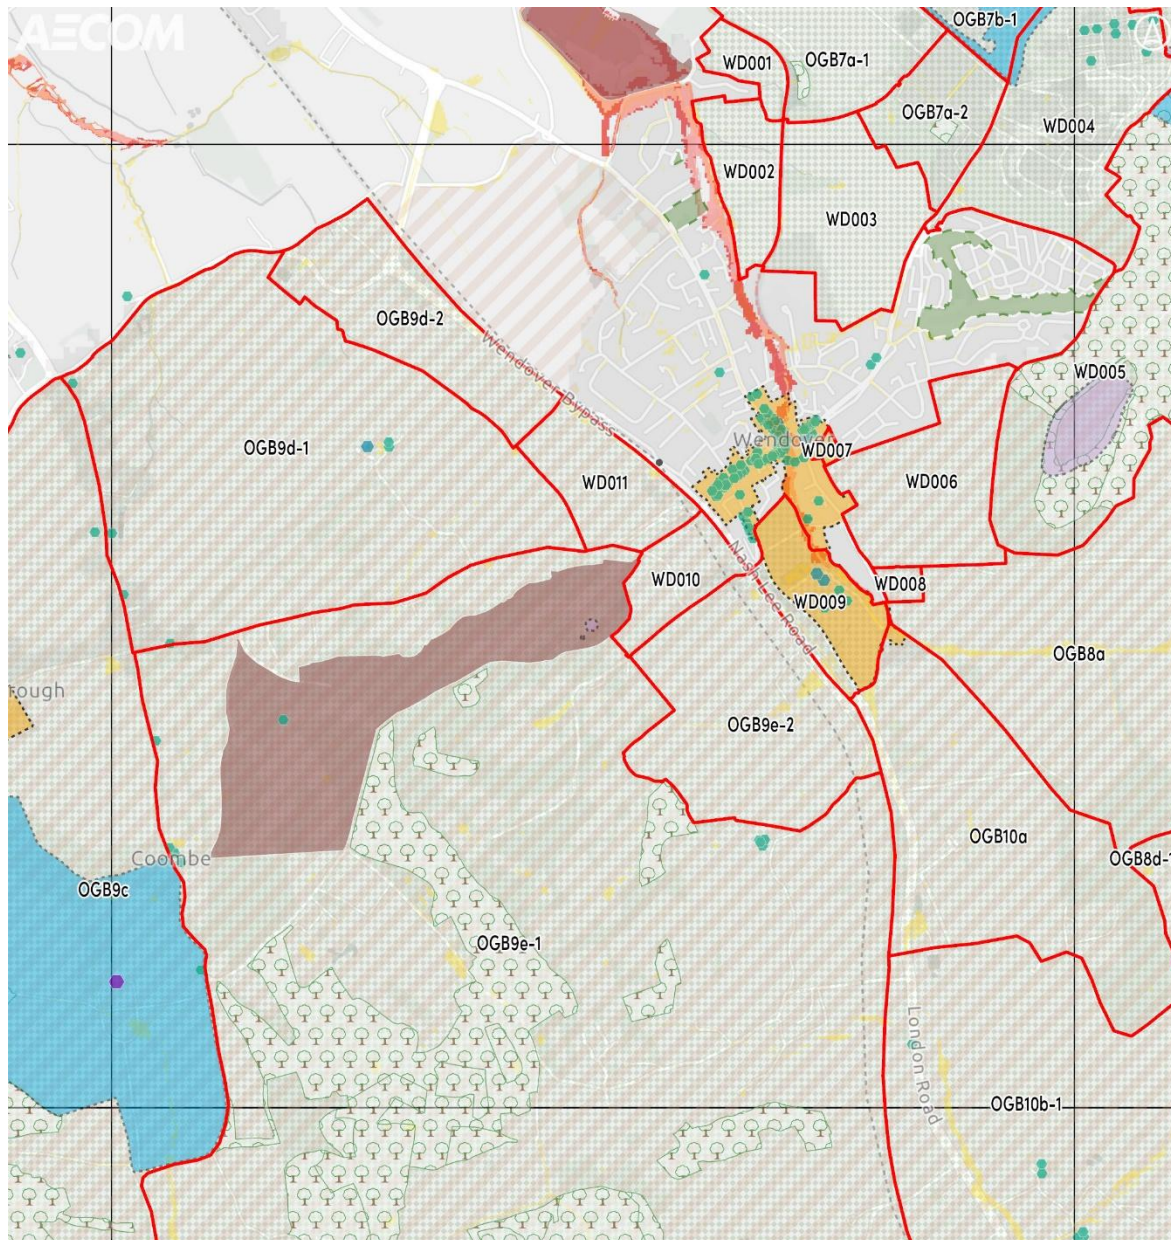 AECOM
OGB7b-1
WD001
OGB7a-1
A
OGB7a-2
WD004
WD002
WD003
OGB9d-2
Wendover Bypass
WD005
OGB9d-1
Wendover
WD007
WD011
WD006
Nash Lee Road
WD010
WD008
WD009
OGB8a
rough
OGB9e-2
OGB10a
Coombe
OGB8d-1
OGB9c
OGB9e-1
London Road
OGB10b-1